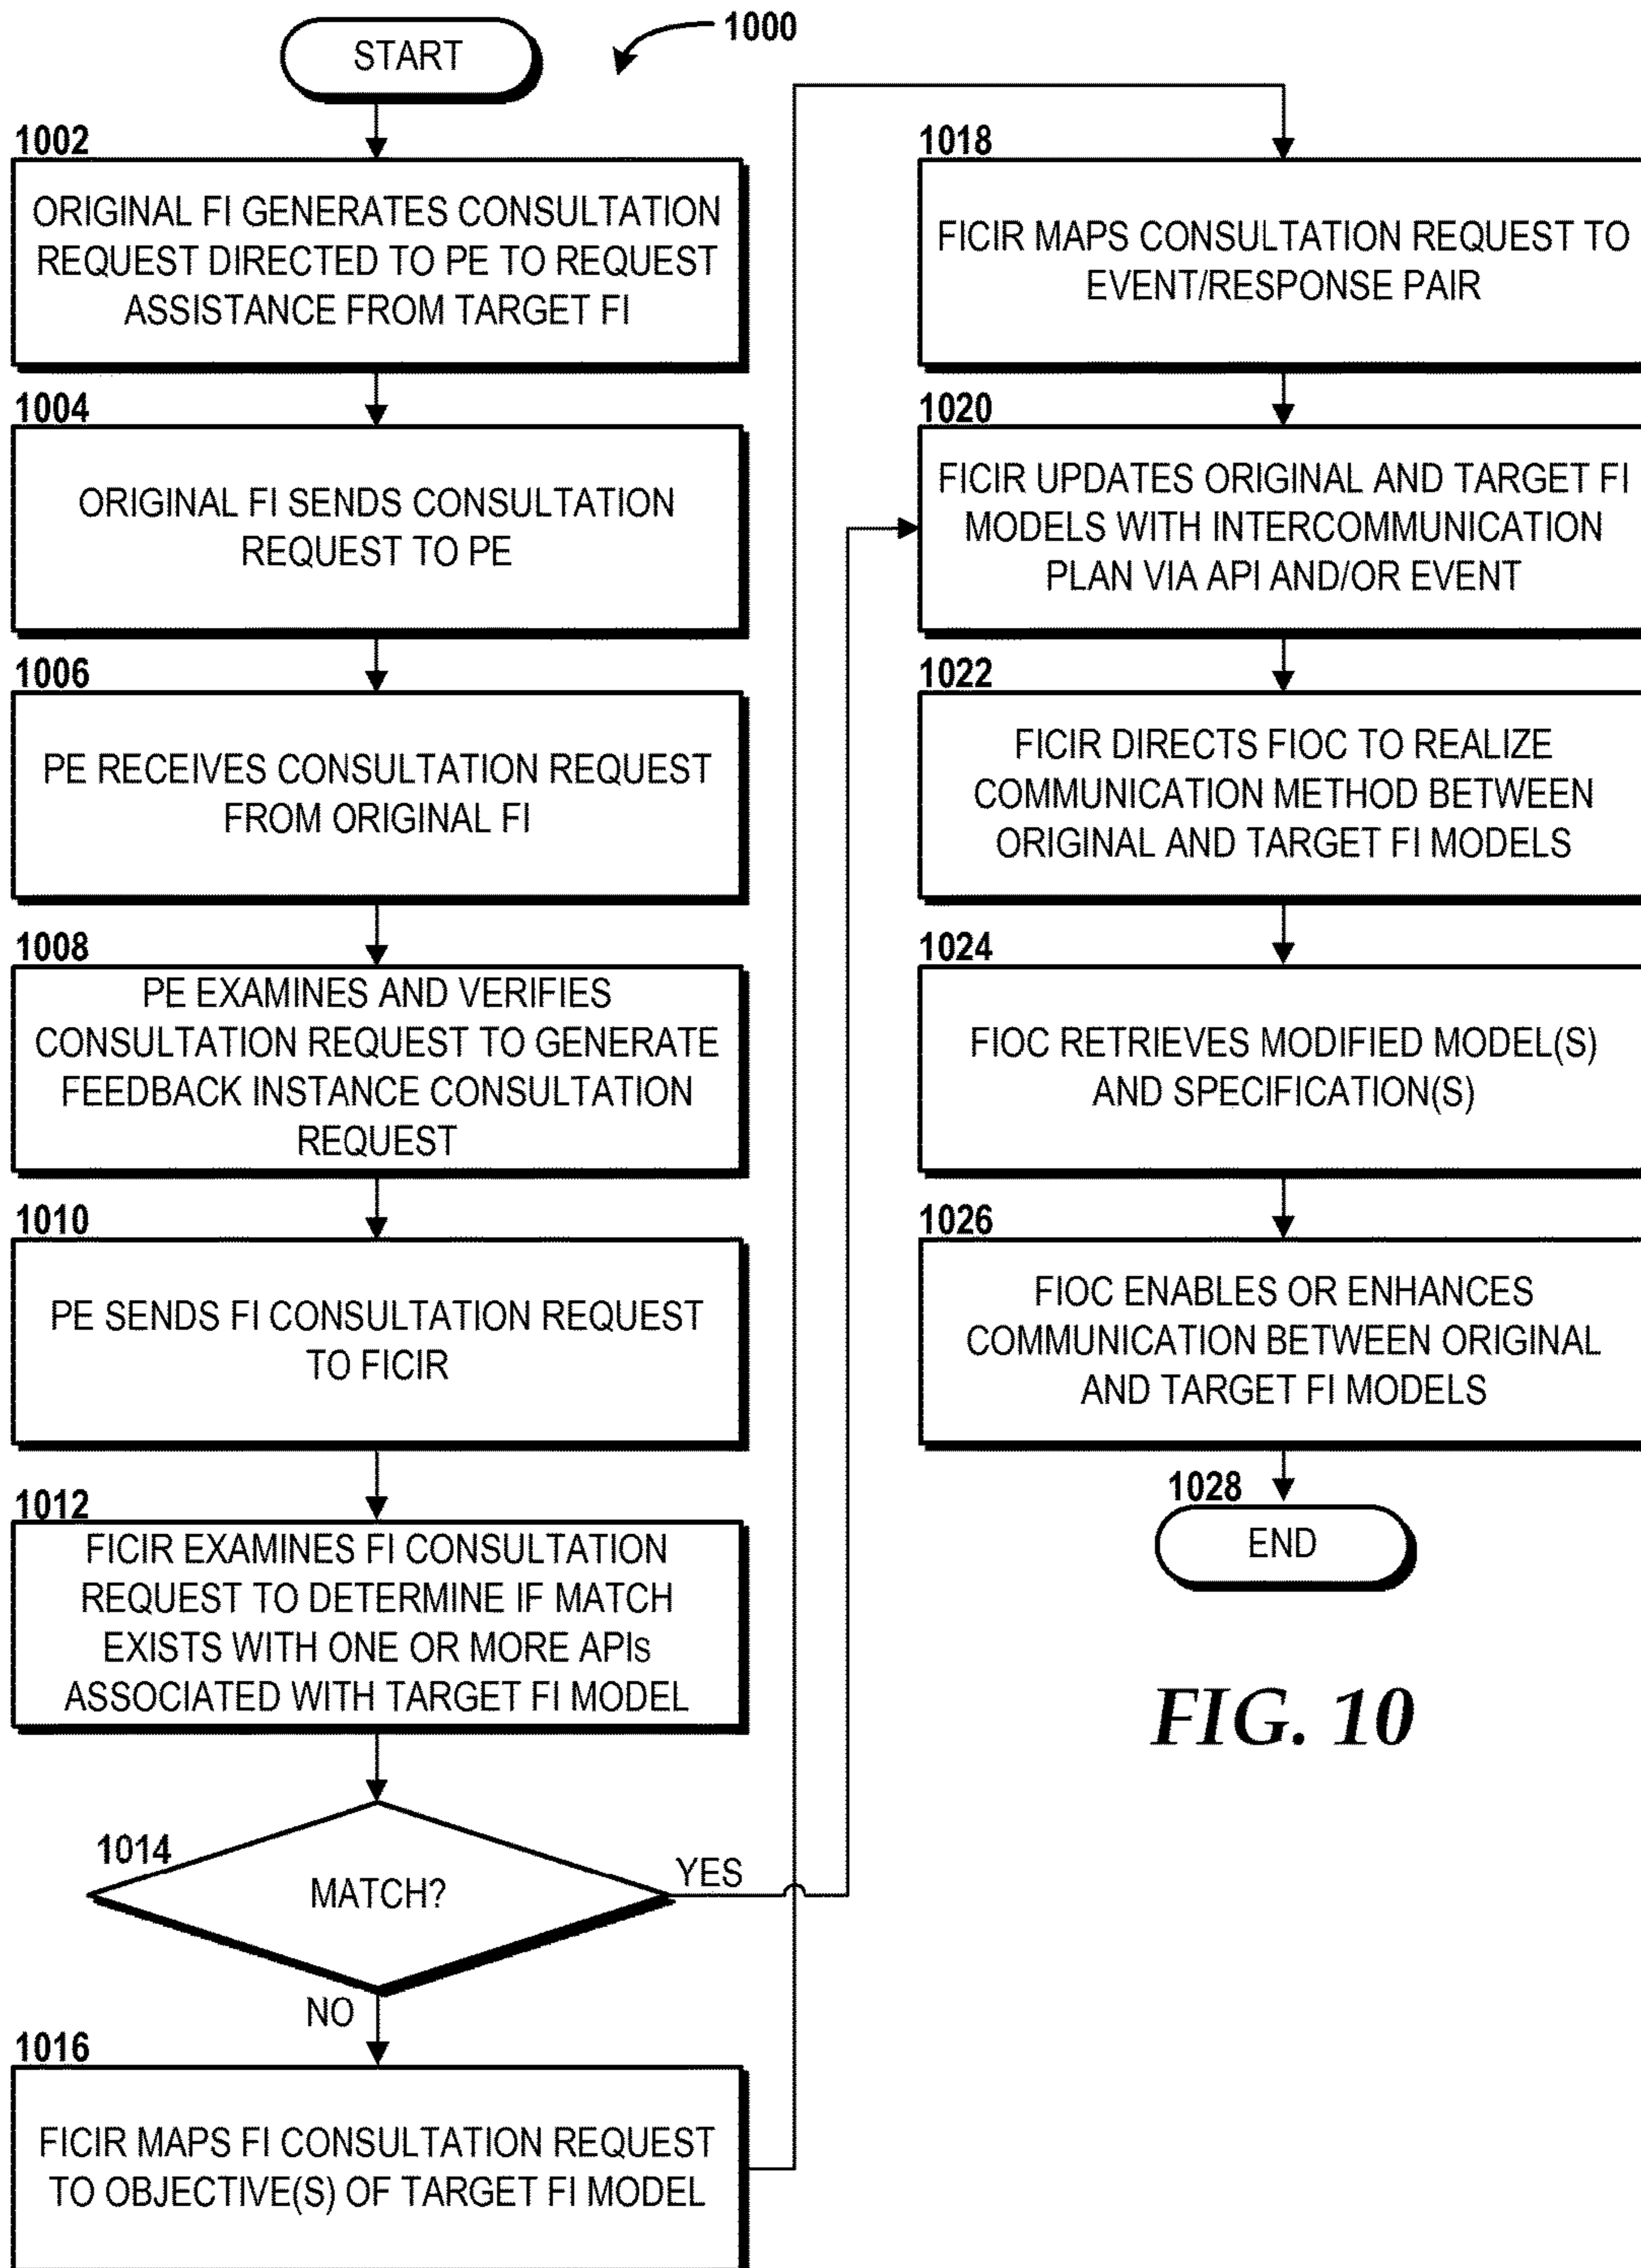 START
1000
1002
ORIGINAL FI GENERATES CONSULTATION
REQUEST DIRECTED TO PE TO REQUEST
ASSISTANCE FROM TARGET FI
1004
ORIGINAL FI SENDS CONSULTATION
REQUEST TO PE
1006
PE RECEIVES CONSULTATION REQUEST
FROM ORIGINAL FI
1008
PE EXAMINES AND VERIFIES
CONSULTATION REQUEST TO GENERATE
FEEDBACK INSTANCE CONSULTATION
REQUEST
1010
PE SENDS FI CONSULTATION REQUEST
TO FICIR
1012
FICIR EXAMINES FI CONSULTATION
REQUEST TO DETERMINE IF MATCH
EXISTS WITH ONE OR MORE APIs
ASSOCIATED WITH TARGET FI MODEL
1014
MATCH?
YES
NO
1016
FICIR MAPS FI CONSULTATION REQUEST
TO OBJECTIVE(S) OF TARGET FI MODEL
1018
FICIR MAPS CONSULTATION REQUEST TO
EVENT/RESPONSE PAIR
1020
FICIR UPDATES ORIGINAL AND TARGET FI
MODELS WITH INTERCOMMUNICATION
PLAN VIA API AND/OR EVENT
1022
FICIR DIRECTS FIOC TO REALIZE
COMMUNICATION METHOD BETWEEN
ORIGINAL AND TARGET FI MODELS
1024
FIOC RETRIEVES MODIFIED MODEL(S)
AND SPECIFICATION(S)
1026
FIOC ENABLES OR ENHANCES
COMMUNICATION BETWEEN ORIGINAL
AND TARGET FI MODELS
1028
END
FIG. 10